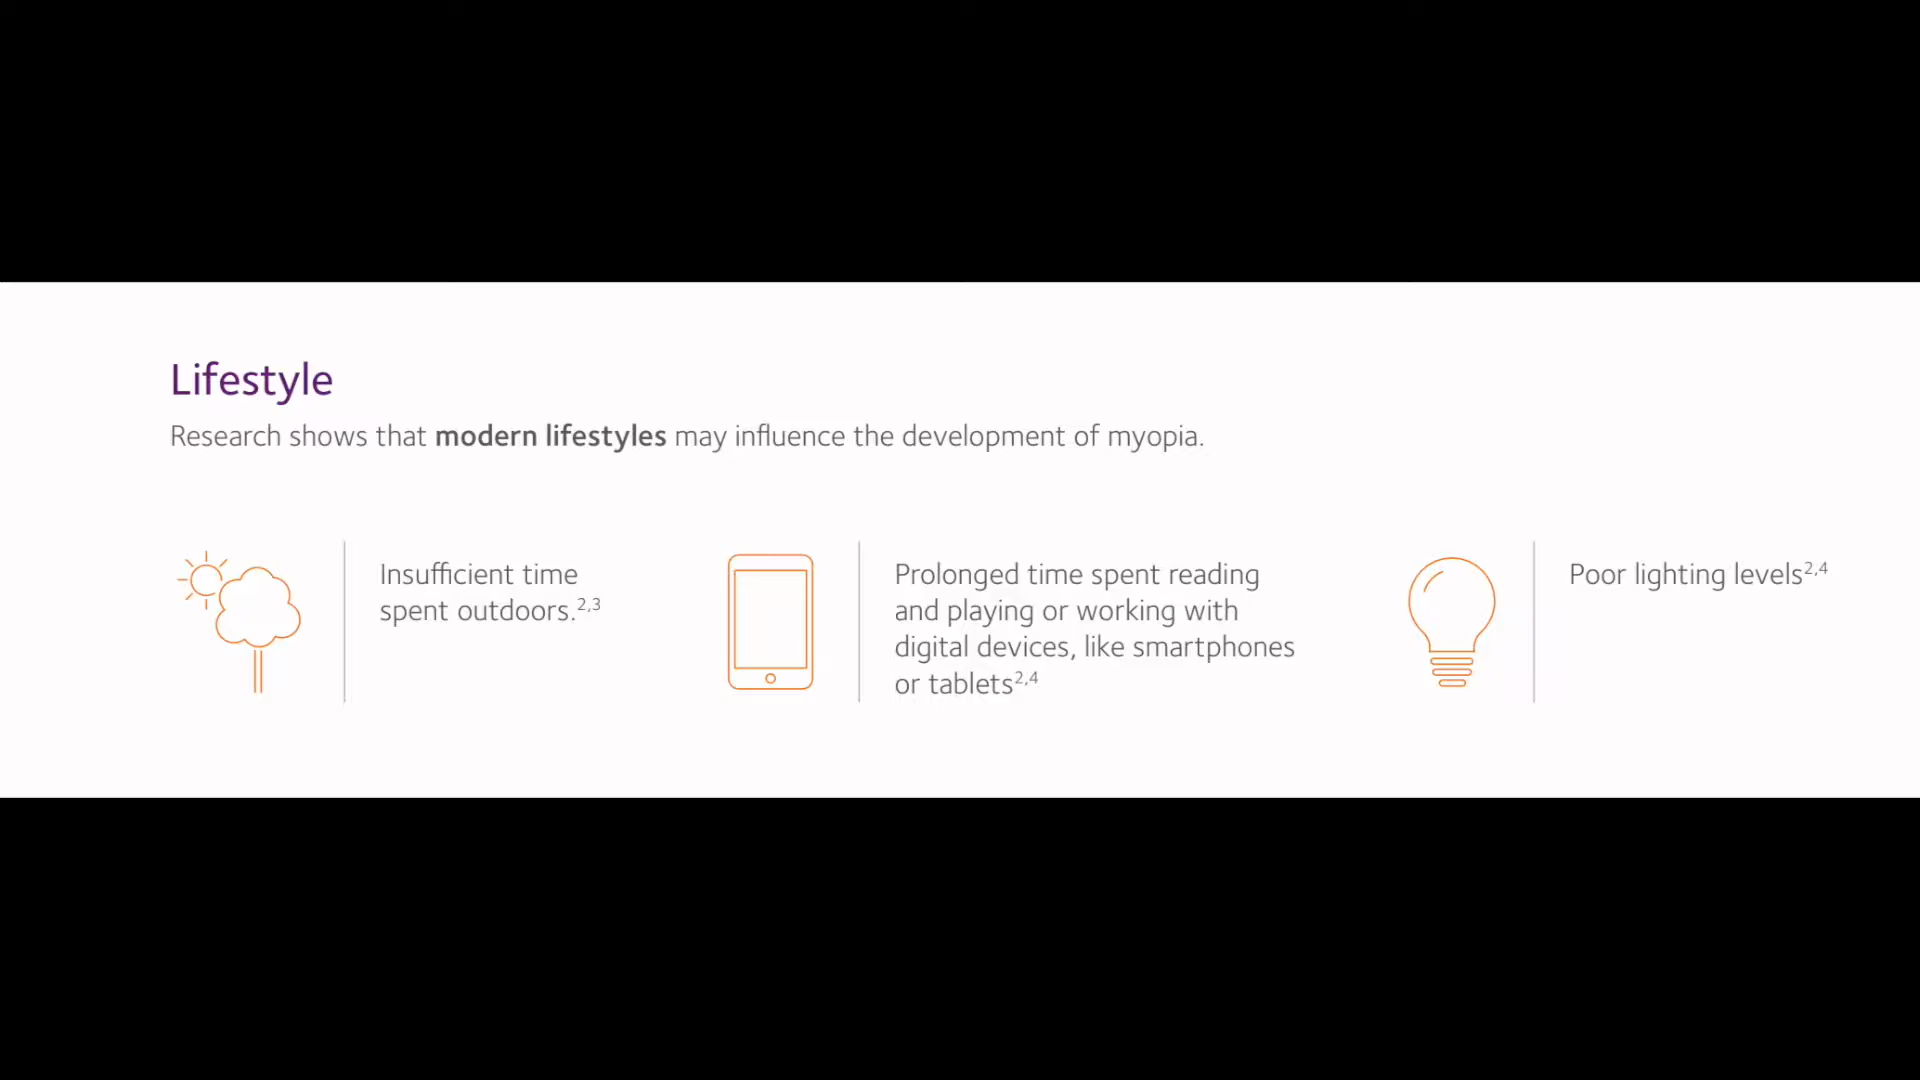 Lifestyle
Research shows that modern lifestyles may influence the development of myopia.
Insufficient time
spent outdoors.2,3
Prolonged time spent reading
and playing or working with
digital devices, like smartphones
or tablets2,4
Poor lighting levels2,4